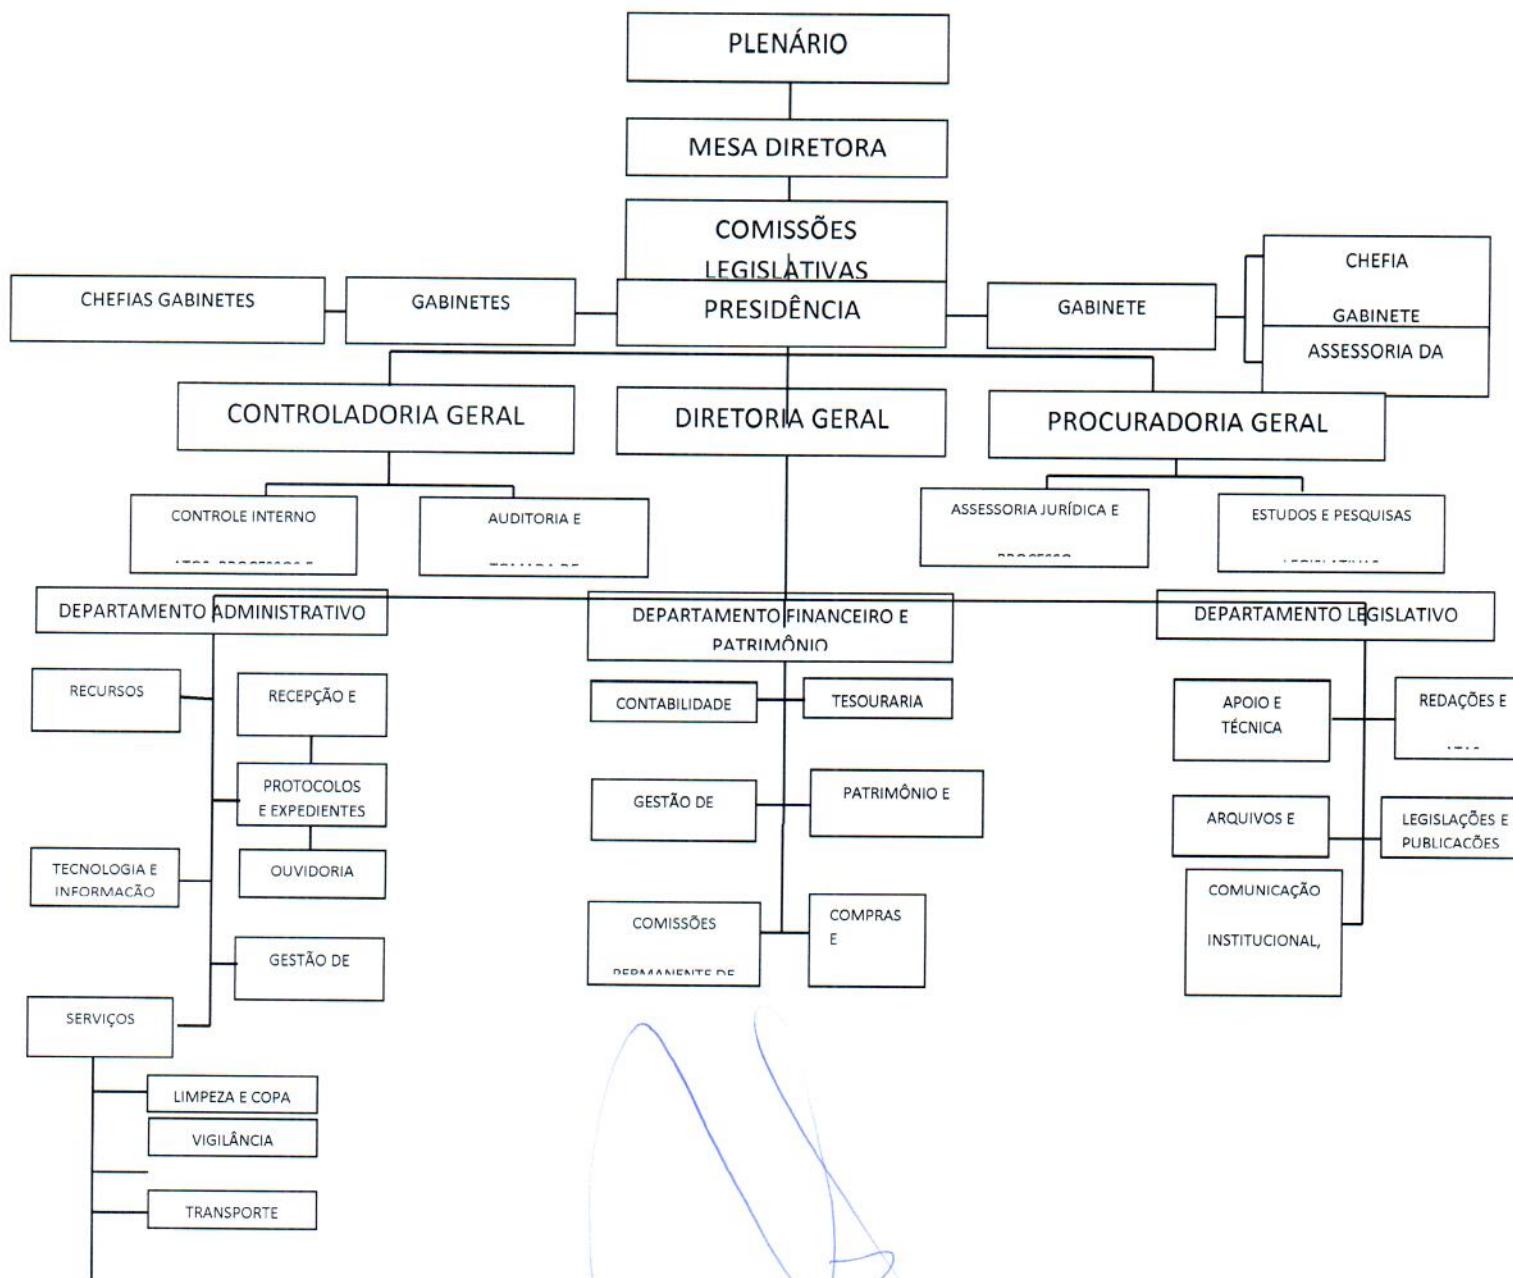 PLENÁRIO
MESA DIRETORA
COMISSÕES
LEGISLATIVAS
CHEFIAS GABINETES
GABINETES
PRESIDÊNCIA
GABINETE
CHEFIA
GABINETE
ASSESSORIA DA
CONTROLADORIA GERAL
DIRETORIA GERAL
PROCURADORIA GERAL
CONTROLE INTERNO
AUDITORIA E
ASSESSORIA JURÍDICA E
ESTUDOS E PESQUISAS
DEPARTAMENTO ADMINISTRATIVO
DEPARTAMENTO FINANCEIRO E
PATRIMÔNIO
DEPARTAMENTO LEGISLATIVO
RECURSOS
RECEPÇÃO E
PROTOCOLOS
E EXPEDIENTES
TECNOLOGIA E
INFORMAÇÃO
OUVIDORIA
GESTÃO DE
SERVIÇOS
LIMPEZA E COPA
VIGILÂNCIA
TRANSPORTE
CONTABILIDADE
TESOURARIA
GESTÃO DE
PATRIMÔNIO E
COMISSÕES
PERMANENTE DE
COMPRAS
E
APOIO E
TÉCNICA
REDAÇÕES E
ARQUIVOS E
LEGISLAÇÕES E
PUBLICAÇÕES
COMUNICAÇÃO
INSTITUCIONAL,